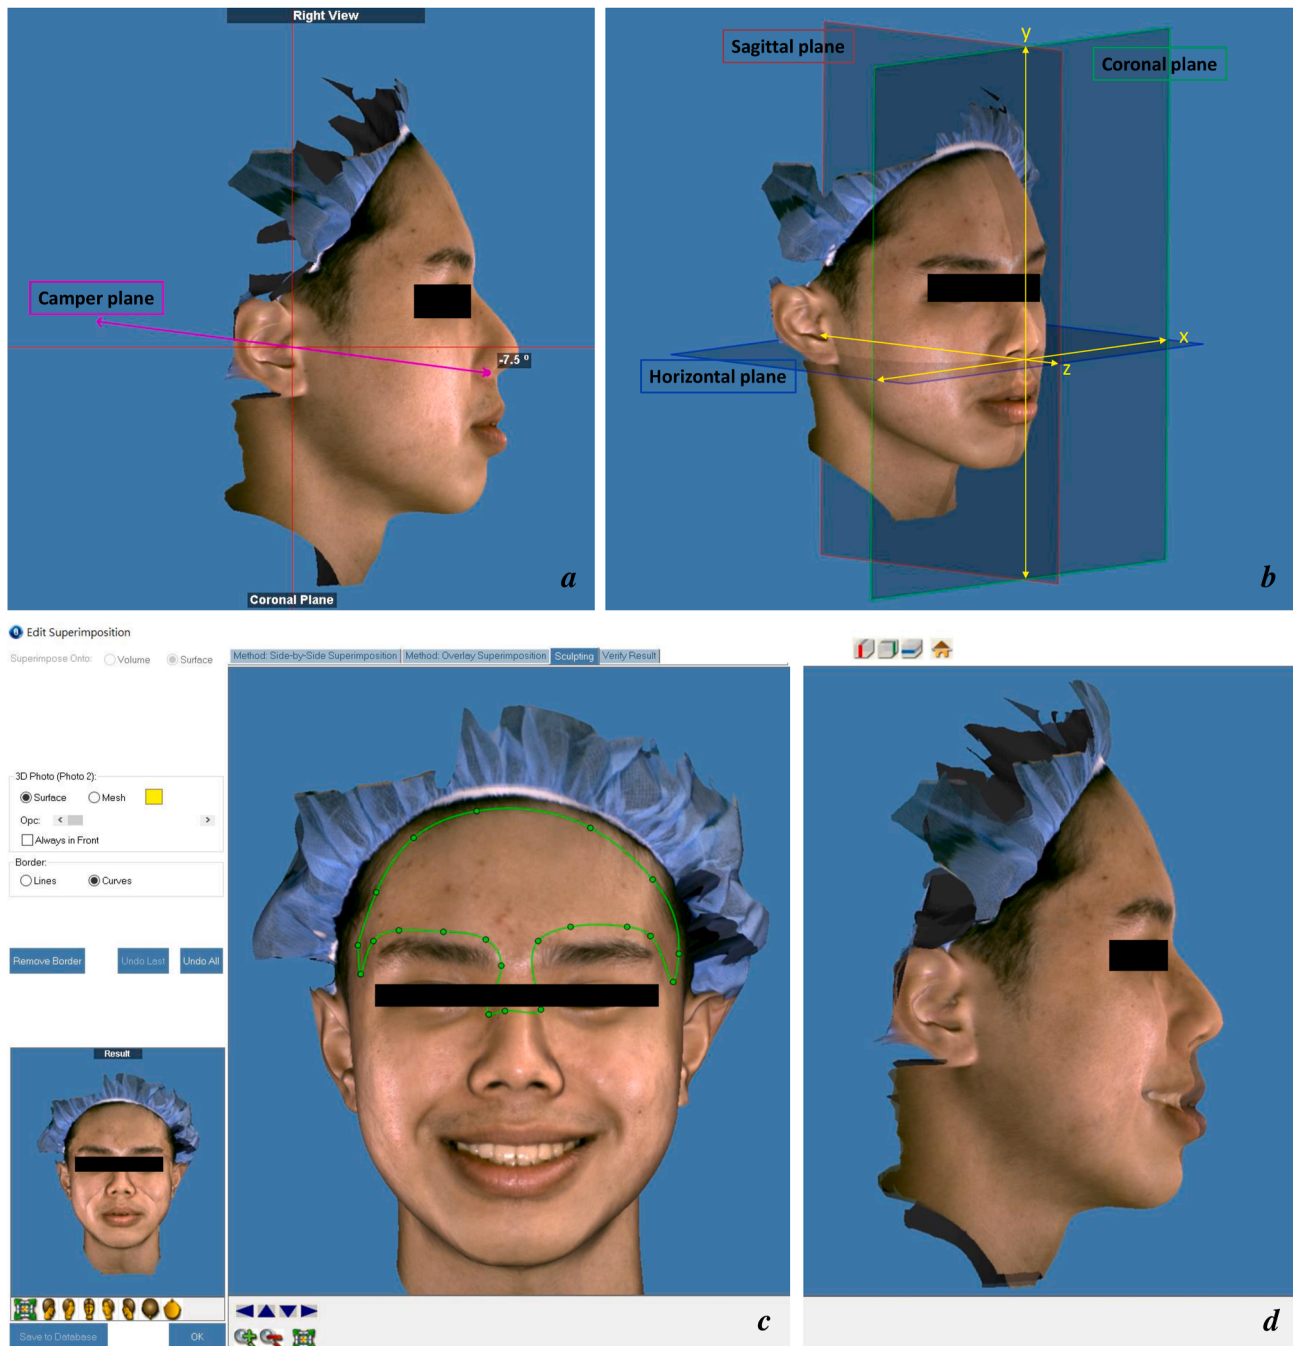 Right View
Camper plane
-7.5 º
Coronal Plane
a
Sagittal plane
y
Coronal plane
x
z
Horizontal plane
b
Edit Superimposition
Superimpose Onto:
Volume
Surface
Method: Side-by-Side Superimposition
Method: Overlay Superimposition
Sculpting
Verify Result
3D Photo (Photo 2):
Surface
Mesh
Opc:
Always in Front
Border:
Lines
Curves
Remove Border
Undo Last
Undo All
Result
Save to Database
OK
c
d